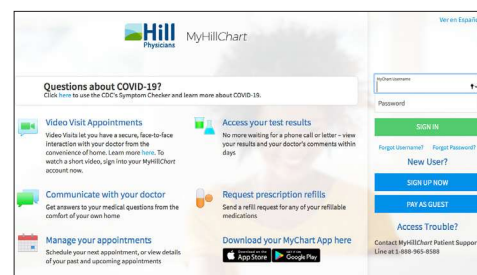 Ver en Españo
Hill
Physicians
MyHillChart
Questions about COVID-19?
Click here to use the CDC's Symptom Checker and learn more about COVID-19.
Video Visit Appointments
Video Visits let you have a secure, face-to-face
interaction with your doctor from the
convenience of home. Learn more here. To
watch a short video, sign into your MyHillChart
account now.
Access your test results
No more waiting for a phone call or letter – view
your results and your doctor's comments within
days
Communicate with your doctor
Get answers to your medical questions from the
comfort of your own home
Request prescription refills
Send a refill request for any of your refillable
medications
Manage your appointments
Schedule your next appointment, or view details
of your past and upcoming appointments
Download your MyChart App here
Download on the
App Store
GET IT ON
Google Play
MyChart Username
Password
SIGN IN
Forgot Username? Forgot Password?
New User?
SIGN UP NOW
PAY AS GUEST
Access Trouble?
Contact MyHillChart Patient Suppor
Line at 1-888-965-8588